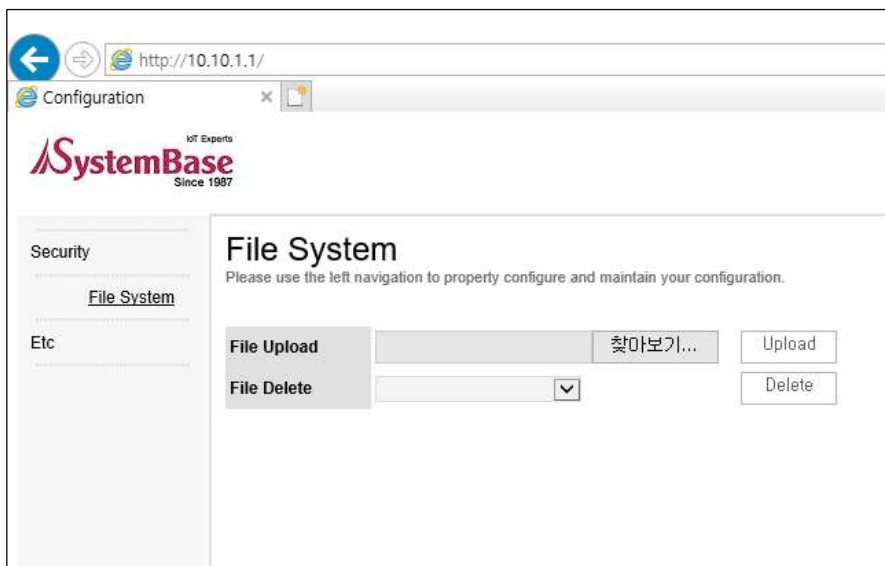 http://10.10.1.1/
Configuration
IoT Experts
SystemBase
Since 1987
Security
File System
Etc
File System
Please use the left navigation to property configure and maintain your configuration.
File Upload 찾아보기... Upload
File Delete Delete